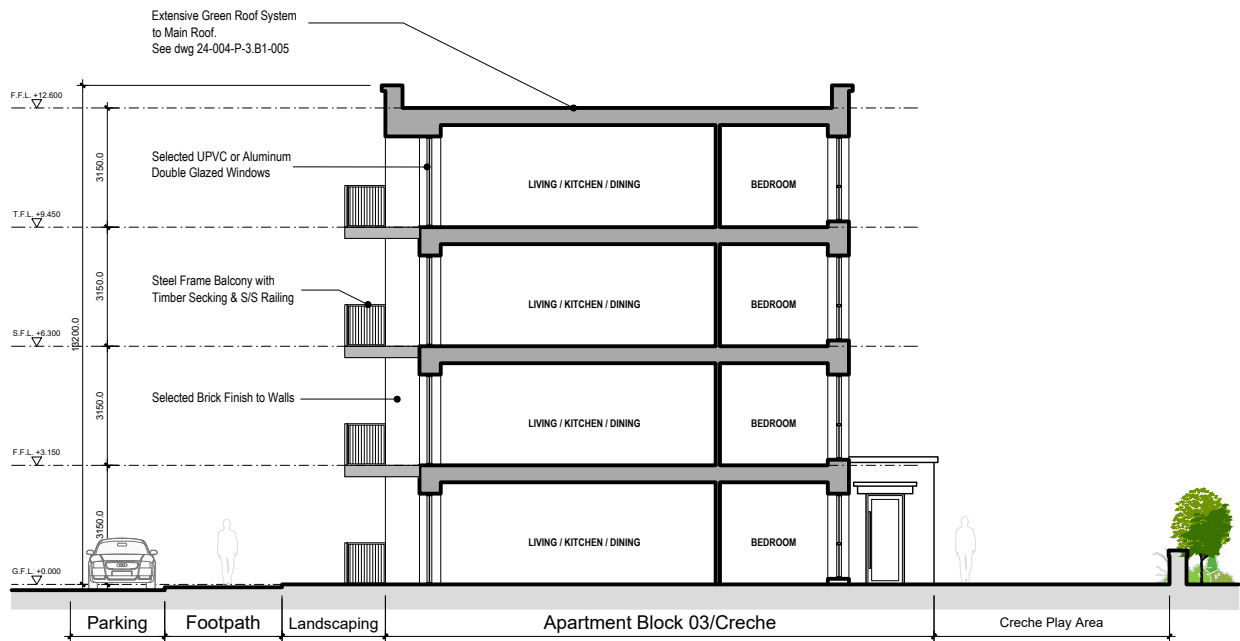 Extensive Green Roof System
to Main Roof.
See dwg 24-004-P-3.B1-005
F.F.L. +12.600
3150.0
Selected UPVC or Aluminum
Double Glazed Windows
LIVING / KITCHEN / DINING
BEDROOM
T.F.L. +9.450
3150.0
Steel Frame Balcony with
Timber Secking & S/S Railing
LIVING / KITCHEN / DINING
BEDROOM
S.F.L. +6.300
13200.0
3150.0
Selected Brick Finish to Walls
LIVING / KITCHEN / DINING
BEDROOM
F.F.L. +3.150
3150.0
LIVING / KITCHEN / DINING
BEDROOM
G.F.L. +0.000
Parking
Footpath
Landscaping
Apartment Block 03/Creche
Creche Play Area